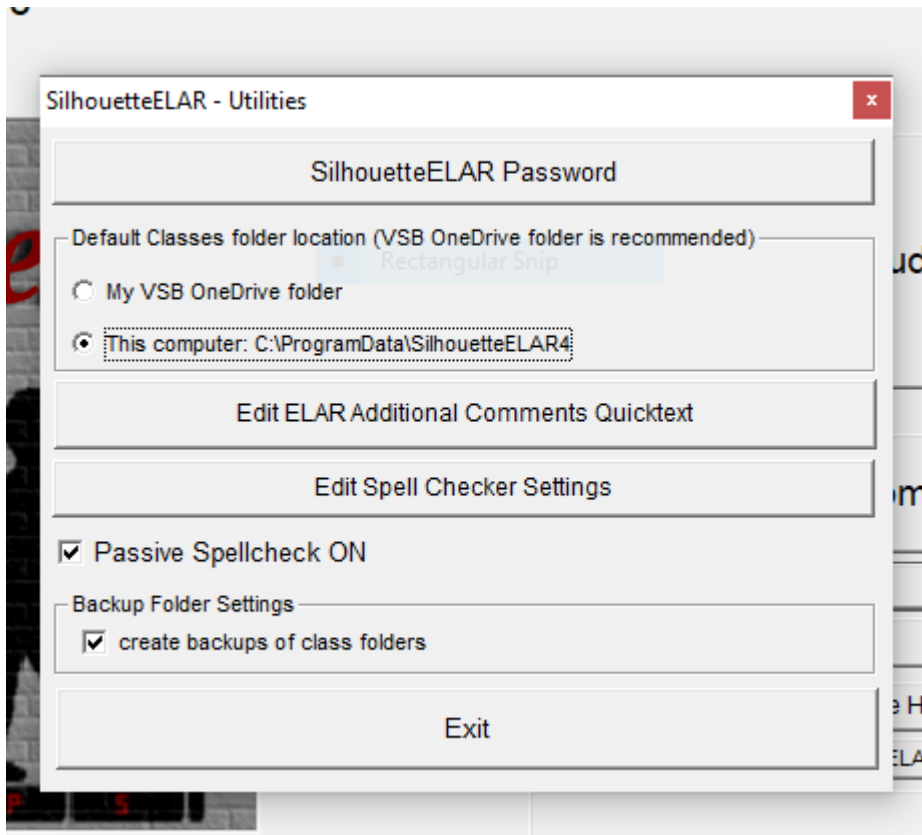 SilhouetteELAR - Utilities
x
SilhouetteELAR Password
Default Classes folder location (VSB OneDrive folder is recommended)
Rectangular Snip
My VSB OneDrive folder
This computer: C:\ProgramData\SilhouetteELAR4
Edit ELAR Additional Comments Quicktext
Edit Spell Checker Settings
Passive Spellcheck ON
Backup Folder Settings
create backups of class folders
Exit
P S